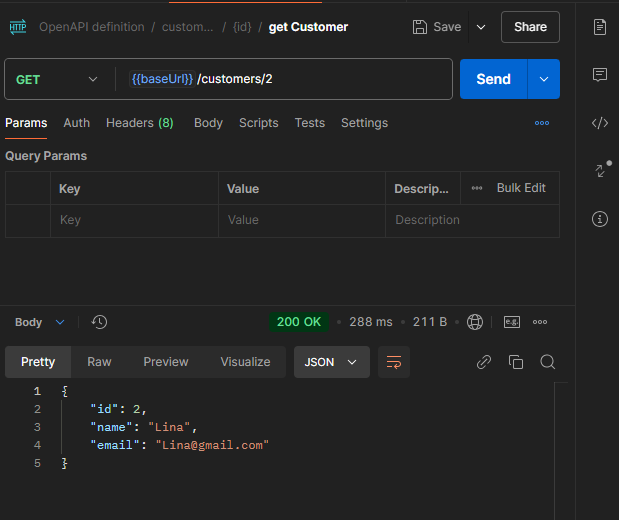 HTTP OpenAPI definition / custom... / {id} / get Customer Save Share
GET {{baseUrl}} /customers/2 Send
Params Auth Headers (8) Body Scripts Tests Settings
Query Params
Key Value Descrip... Bulk Edit
Key Value Description
Body 200 OK • 288 ms • 211 B • e.g.
Pretty Raw Preview Visualize JSON
1 {
2 "id": 2,
3 "name": "Lina",
4 "email": "Lina@gmail.com"
5 }